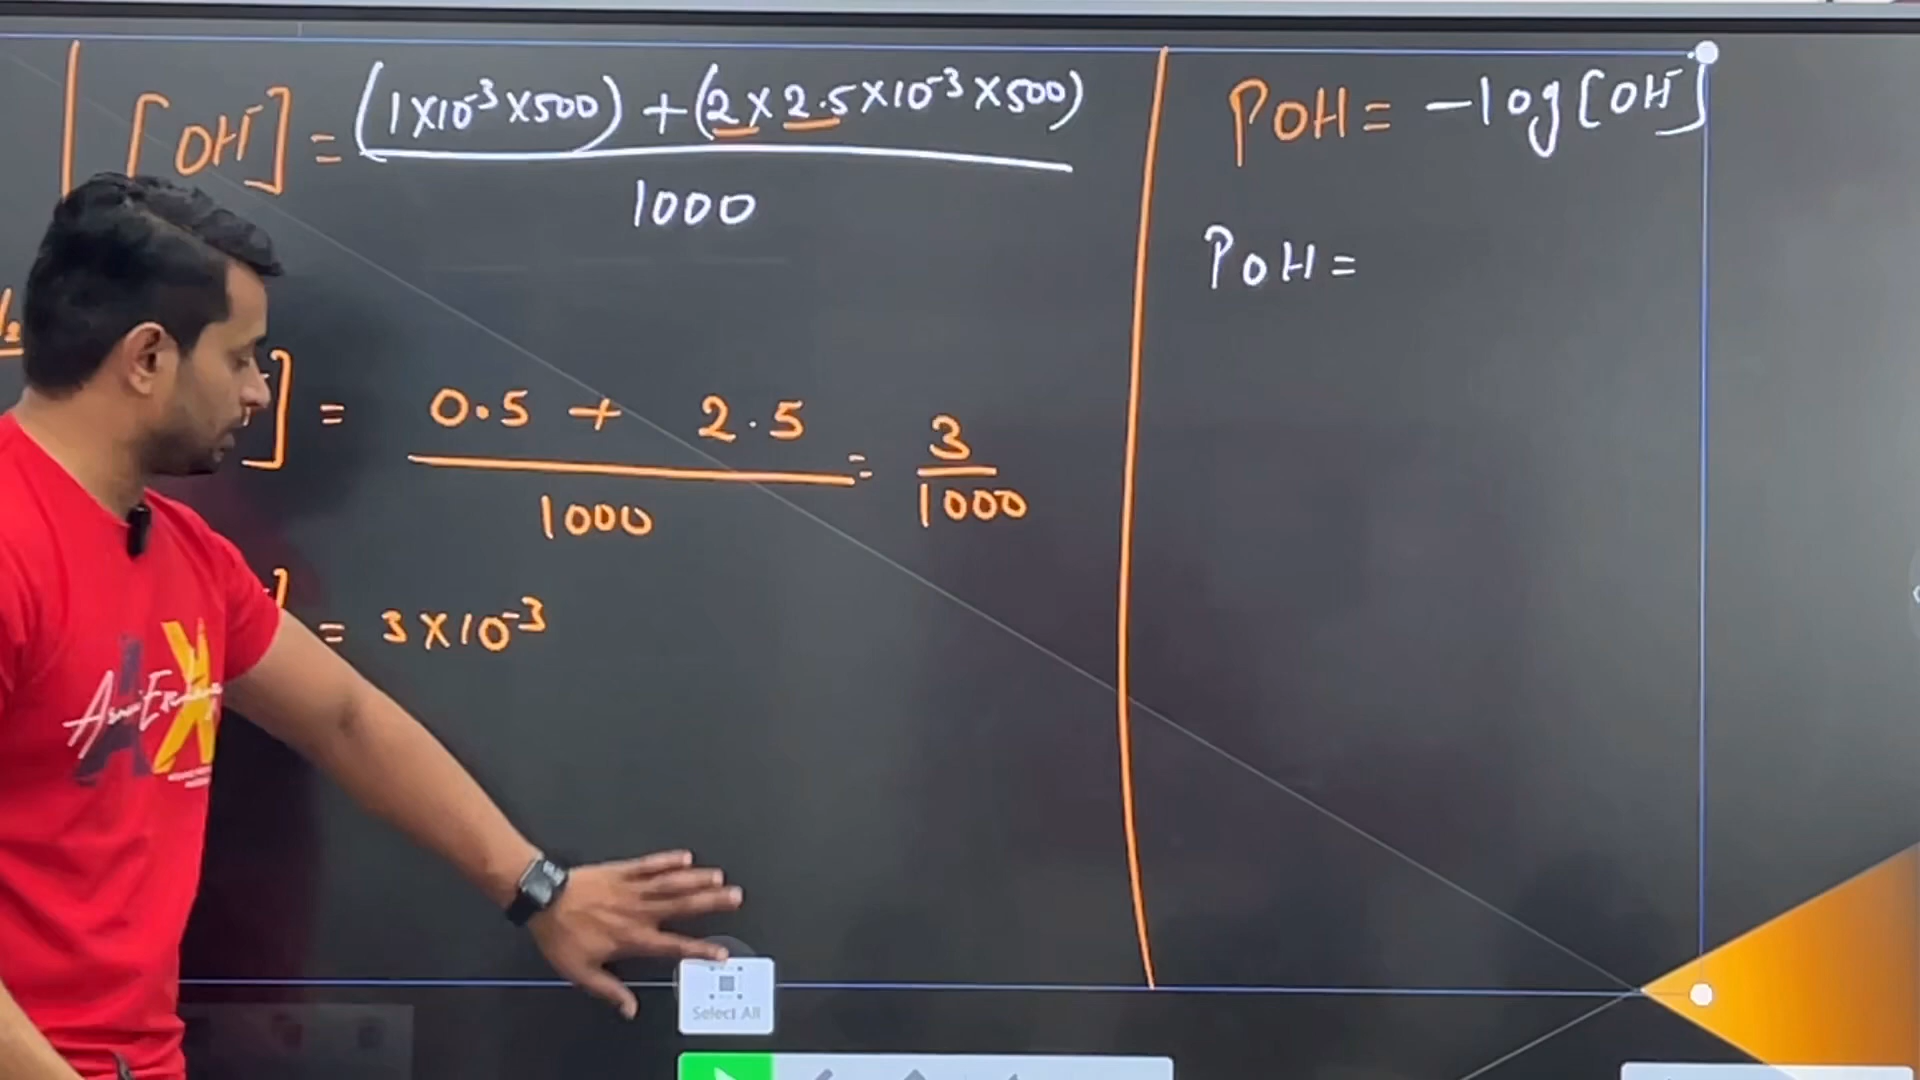 [OH⁻] = (1×10⁻³×500) + (2×2.5×10⁻³×500)
1000
= 0.5 + 2.5 = 3
1000 1000
= 3×10⁻³
POH = -log[OH⁻]
POH =
Select All